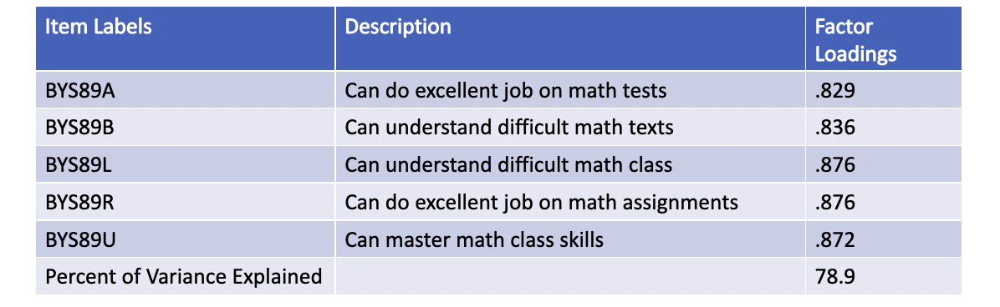 Item Labels Description Factor
Loadings
BYS89A Can do excellent job on math tests .829
BYS89B Can understand difficult math texts .836
BYS89L Can understand difficult math class .876
BYS89R Can do excellent job on math assignments .876
BYS89U Can master math class skills .872
Percent of Variance Explained 78.9